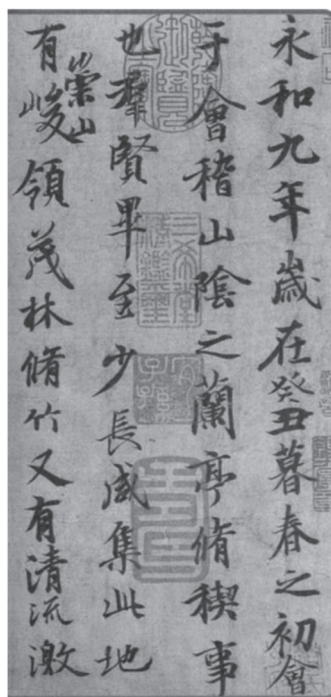 永和九年歲在癸丑暮春之初會
于會稽山陰之蘭亭脩稧事
也羣賢畢至少長咸集此地
有崇山峻領茂林脩竹又有清流激